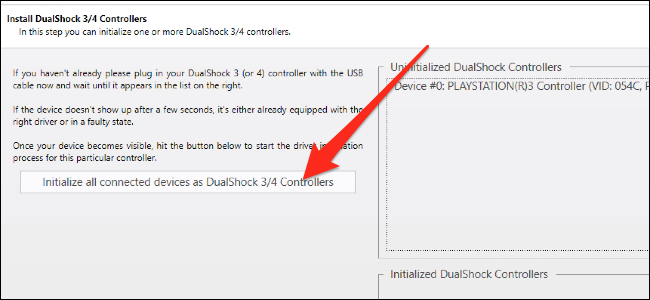 Install DualShock 3/4 Controllers
In this step you can initialize one or more DualShock 3/4 controllers.
If you haven't already please plug in your DualShock 3 (or 4) controller with the USB
cable now and wait until it appears in the list on the right.
If the device doesn't show up after a few seconds, it's either already equipped with the
right driver or in a faulty state.
Once your device becomes visible, hit the button below to start the driver
process for this particular controller.
Initialize all connected devices as DualShock 3/4 Controllers
Uninitialized DualShock Controllers
Device #0: PLAYSTATION(R)3 Controller (VID: 054C,
Initialized DualShock Controllers